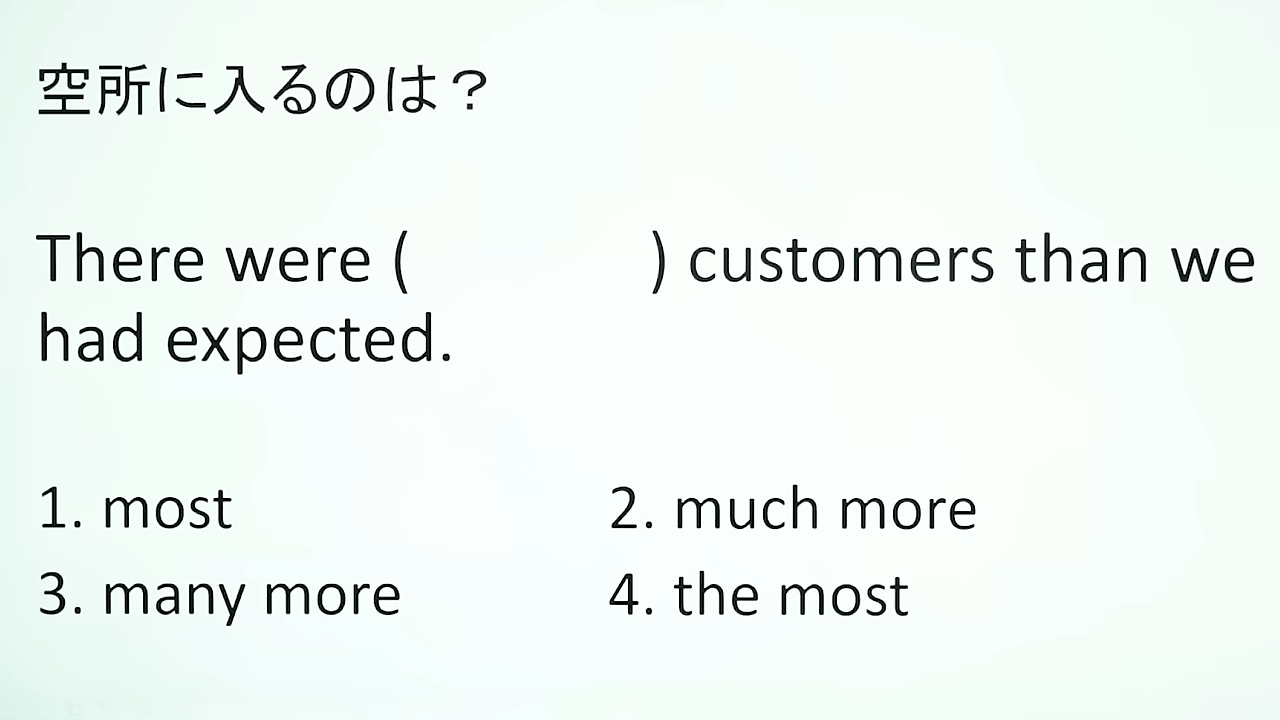 空所に入るのは？
There were ( ) customers than we
had expected.
1. most 2. much more
3. many more 4. the most